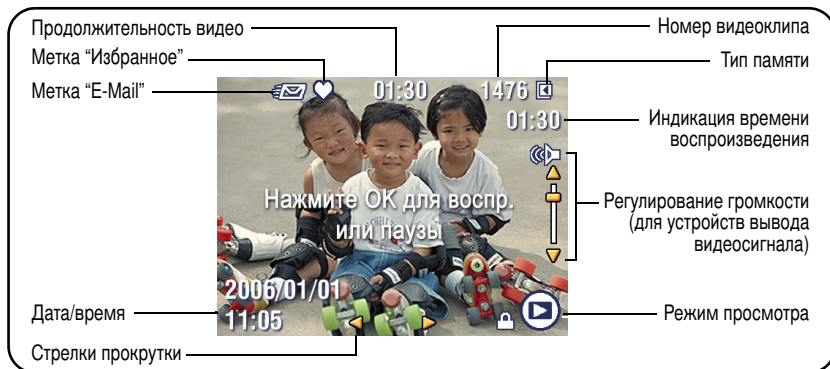 Продолжительность видео
Метка “Избранное”
Метка “E-Mail”
Номер видеоклипа
Тип памяти
01:30
1476
01:30
Индикация времени
воспроизведения
Нажмите OK для воспр.
или паузы
Регулирование громкости
(для устройств вывода
видеосигнала)
2006/01/01
11:05
Дата/время
Режим просмотра
Стрелки прокрутки